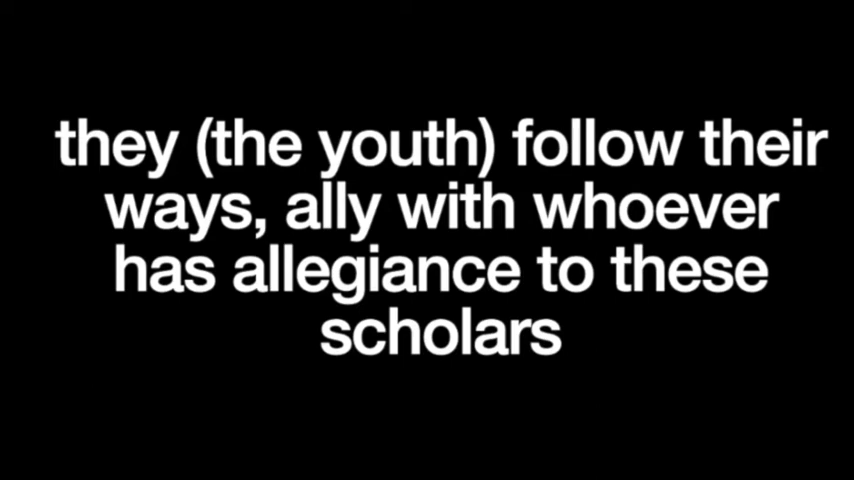 they (the youth) follow their
ways, ally with whoever
has allegiance to these
scholars